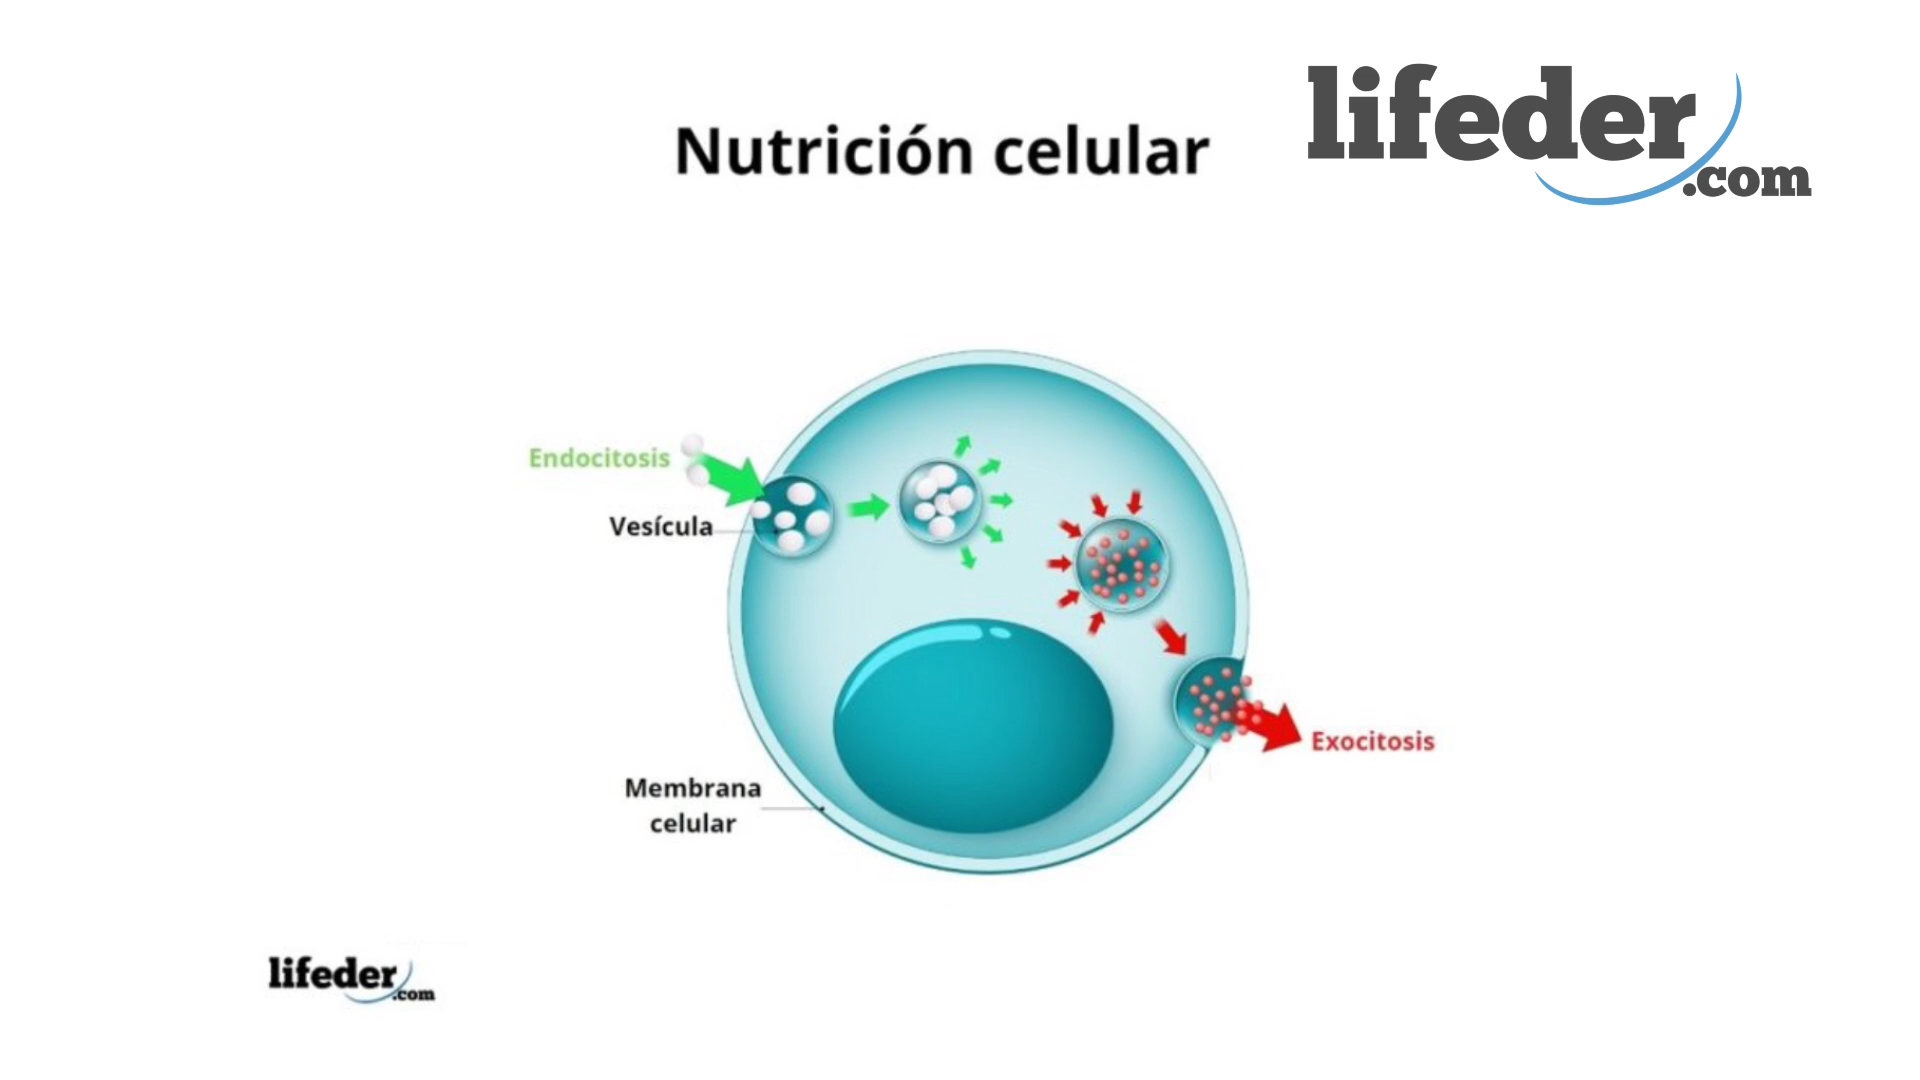 lifeder
.com
Nutrición celular
Endocitosis
Vesícula
Exocitosis
Membrana
celular
lifeder
.com